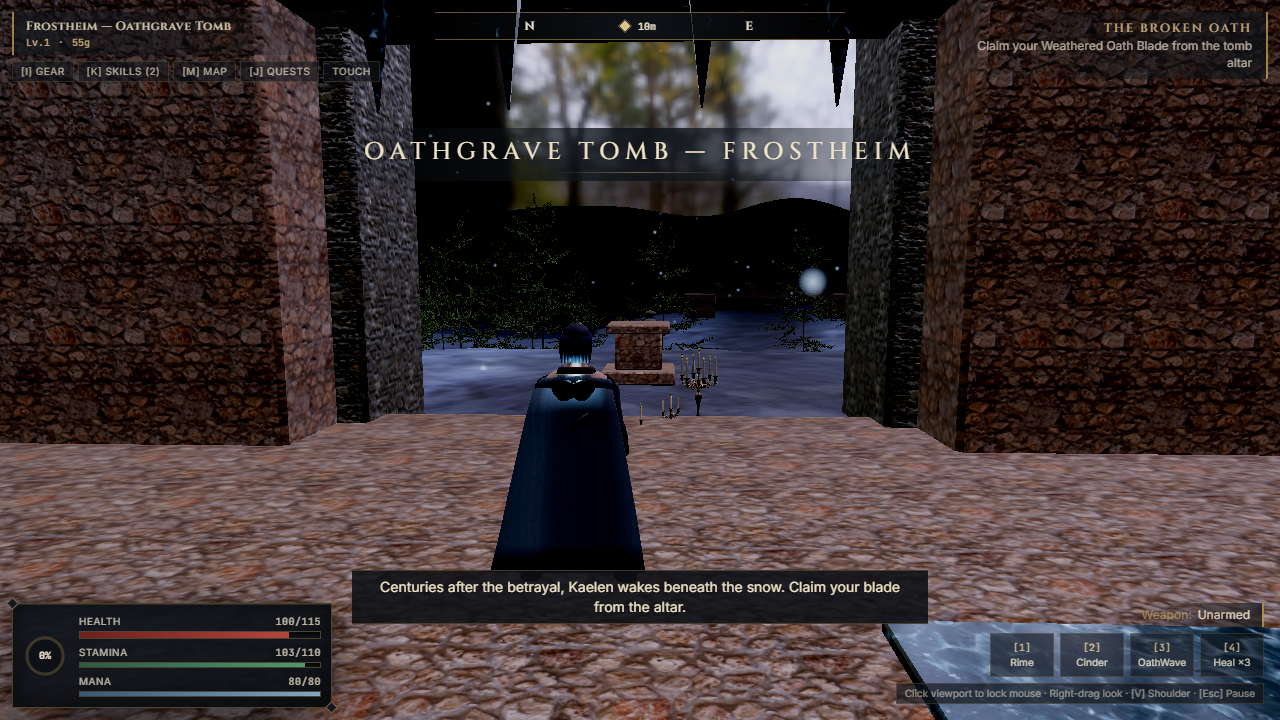 Frostheim — Oathgrave Tomb
Lv.1 · 55g
[I] GEAR
[K] SKILLS (2)
[M] MAP
[J] QUESTS
TOUCH
N
10m
E
THE BROKEN OATH
Claim your Weathered Oath Blade from the tomb
altar
OATHGRAVE TOMB — FROSTHEIM
Centuries after the betrayal, Kaelen wakes beneath the snow. Claim your blade
from the altar.
0%
HEALTH 100/115
STAMINA 103/110
MANA 80/80
Weapon: Unarmed
[1] [2] [3] [4]
Rime Cinder OathWave Heal ×3
Click viewport to lock mouse · Right-drag look · [V] Shoulder · [Esc] Pause